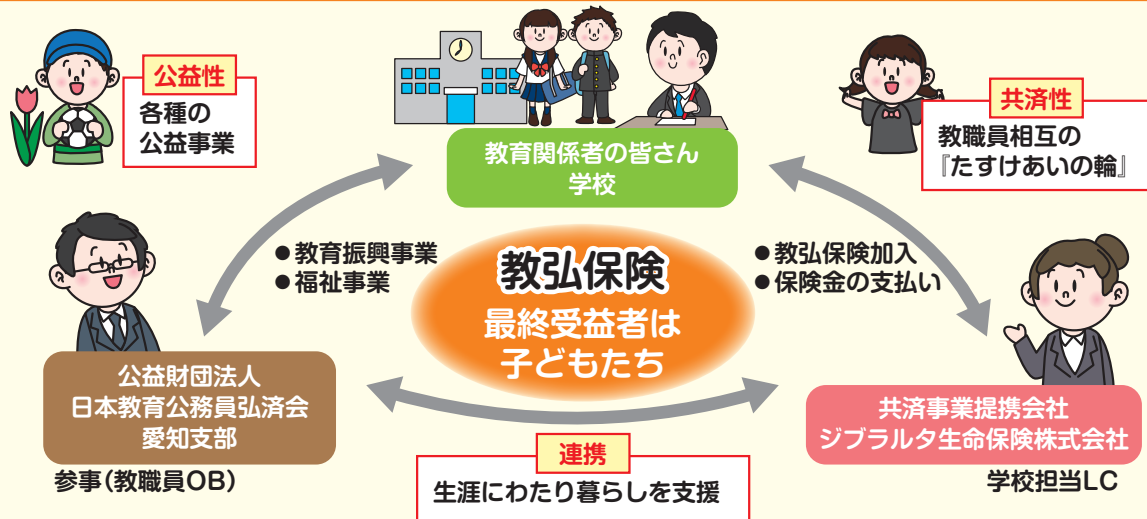 公益性
各種の
公益事業
教育関係者の皆さん
学校
共済性
教職員相互の
『たすけあいの輪』
●教育振興事業
●福祉事業
教弘保険
最終受益者は
子どもたち
●教弘保険加入
●保険金の支払い
公益財団法人
日本教育公務員弘済会
愛知支部
参事(教職員OB)
連携
生涯にわたり暮らしを支援
共済事業提携会社
ジブラルタ生命保険株式会社
学校担当LC